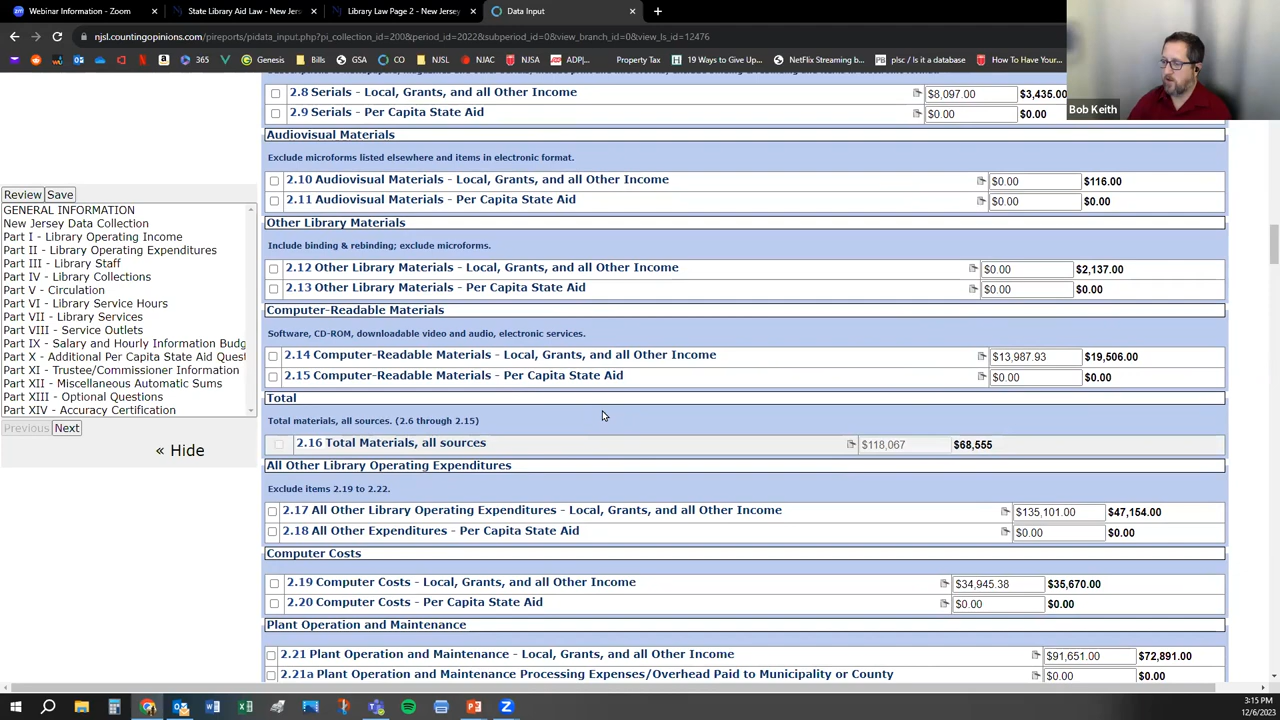 Webinar Information - Zoom
State Library Aid Law - New Jers
Library Law Page 2 - New Jersey
Data Input
njsl.countingopinions.com/pireports/pidata_input.php?pi_collection_id=200&period_id=2022&subperiod_id=0&view_branch_id=0&view_ls_id=12476
365 Genesis Bills GSA CO NJSL NJAC NJSA ADP|... Property Tax 19 Ways to Give Up... NetFlix Streaming b... plsc / Is it a database How To Have Your...
Bob Keith
2.8 Serials - Local, Grants, and all Other Income $8,097.00 $3,435.00
2.9 Serials - Per Capita State Aid $0.00 $0.00
Audiovisual Materials
Exclude microforms listed elsewhere and items in electronic format.
2.10 Audiovisual Materials - Local, Grants, and all Other Income $0.00 $116.00
2.11 Audiovisual Materials - Per Capita State Aid $0.00 $0.00
Other Library Materials
Include binding & rebinding; exclude microforms.
2.12 Other Library Materials - Local, Grants, and all Other Income $0.00 $2,137.00
2.13 Other Library Materials - Per Capita State Aid $0.00 $0.00
Computer-Readable Materials
Software, CD-ROM, downloadable video and audio, electronic services.
2.14 Computer-Readable Materials - Local, Grants, and all Other Income $13,987.93 $19,506.00
2.15 Computer-Readable Materials - Per Capita State Aid $0.00 $0.00
Total
Total materials, all sources. (2.6 through 2.15)
2.16 Total Materials, all sources $118,067 $68,555
All Other Library Operating Expenditures
Exclude items 2.19 to 2.22.
2.17 All Other Library Operating Expenditures - Local, Grants, and all Other Income $135,101.00 $47,154.00
2.18 All Other Expenditures - Per Capita State Aid $0.00 $0.00
Computer Costs
2.19 Computer Costs - Local, Grants, and all Other Income $34,945.38 $35,670.00
2.20 Computer Costs - Per Capita State Aid $0.00 $0.00
Plant Operation and Maintenance
2.21 Plant Operation and Maintenance - Local, Grants, and all Other Income $91,651.00 $72,891.00
2.21a Plant Operation and Maintenance Processing Expenses/Overhead Paid to Municipality or County $0.00 $0.00
Review Save
GENERAL INFORMATION
New Jersey Data Collection
Part I - Library Operating Income
Part II - Library Operating Expenditures
Part III - Library Staff
Part IV - Library Collections
Part V - Circulation
Part VI - Library Service Hours
Part VII - Library Services
Part VIII - Service Outlets
Part IX - Salary and Hourly Information Budg
Part X - Additional Per Capita State Aid Quest
Part XI - Trustee/Commissioner Information
Part XII - Miscellaneous Automatic Sums
Part XIII - Optional Questions
Part XIV - Accuracy Certification
Previous Next
« Hide
3:15 PM
12/6/2023